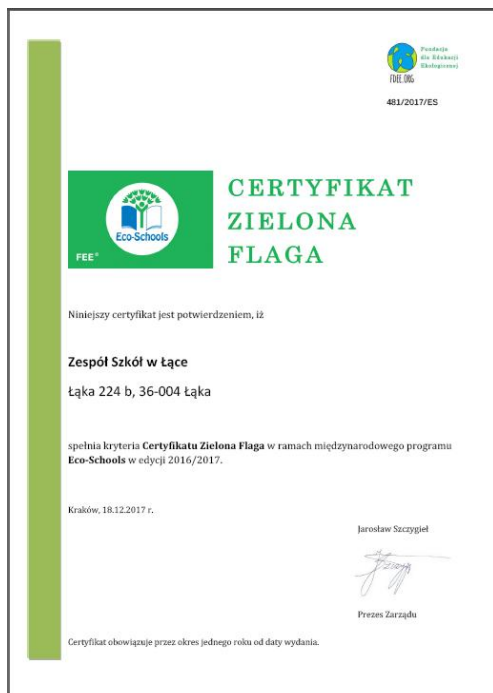 Fundacja
dla Edukacji
Ekologicznej
FDEE.ORG
481/2017/ES
CERTYFIKAT
ZIELONA
FLAGA
Eco-Schools
FEE®
Niniejszy certyfikat jest potwierdzeniem, iż
Zespół Szkół w Łące
Łąka 224 b, 36-004 Łąka
spełnia kryteria Certyfikatu Zielona Flaga w ramach międzynarodowego programu
Eco-Schools w edycji 2016/2017.
Kraków, 18.12.2017 r.
Jarosław Szczygieł
Prezes Zarządu
Certyfikat obowiązuje przez okres jednego roku od daty wydania.